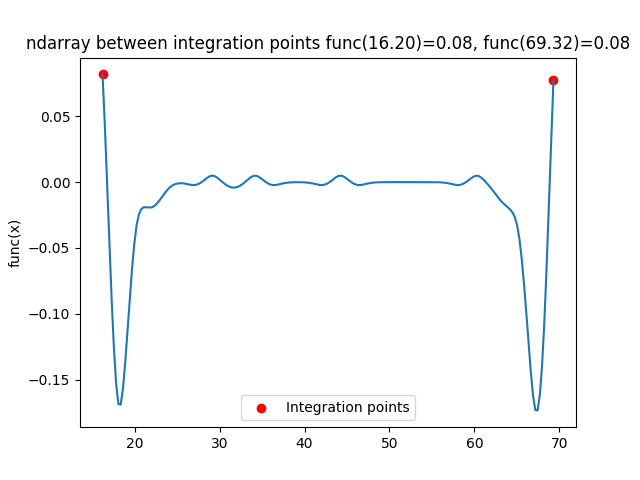 ndarray between integration points func(16.20)=0.08, func(69.32)=0.08
0.05
0.00
−0.05
−0.10
−0.15
func(x)
Integration points
20 30 40 50 60 70